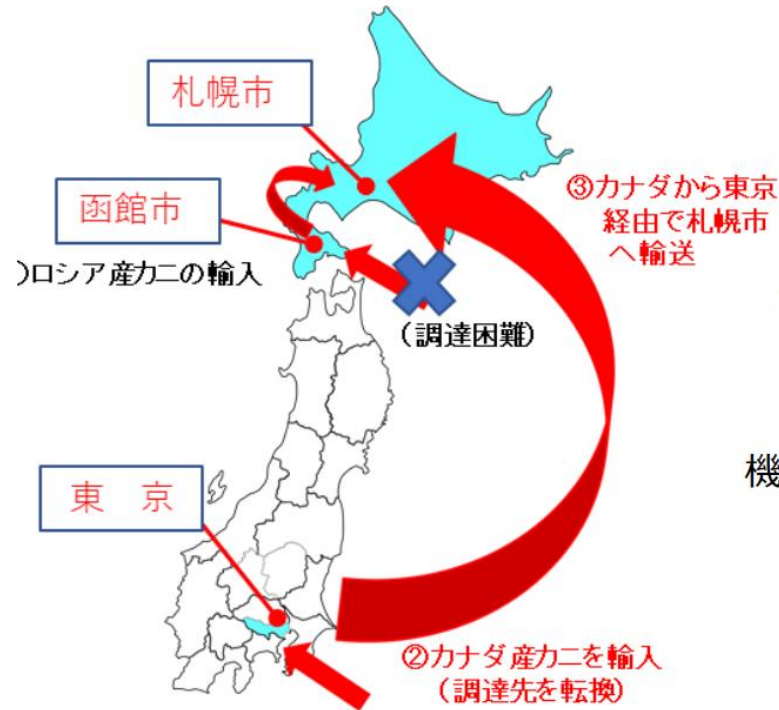 札幌市
函館市
③カナダから東京
経由で札幌市
へ輸送
)ロシア産カニの輸入
(調達困難)
機
東 京
②カナダ産カニを輸入
(調達先を転換)